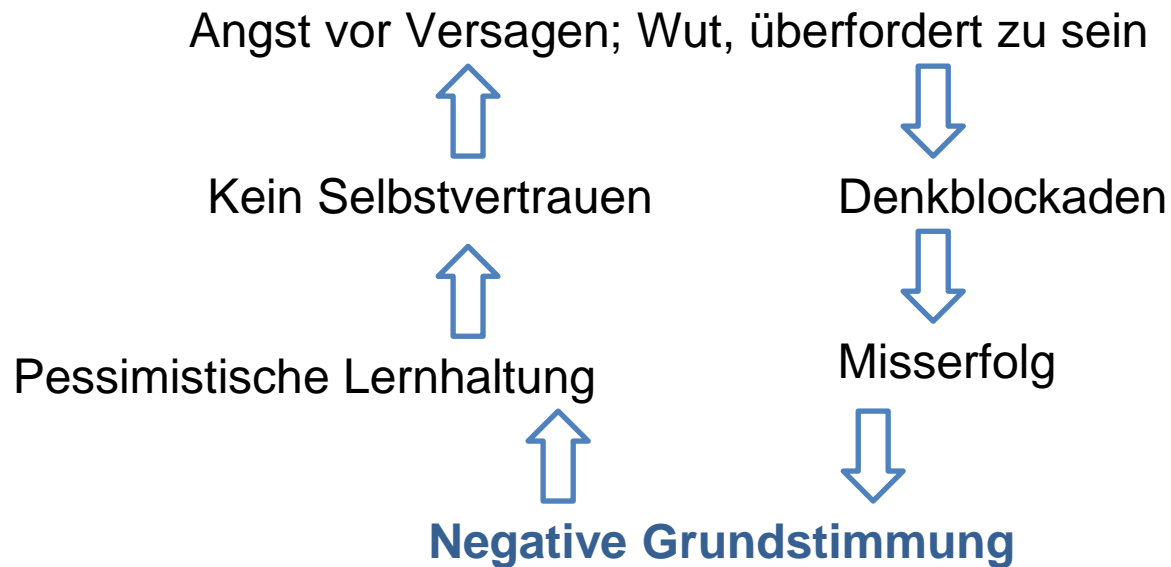 Angst vor Versagen; Wut, überfordert zu sein
Kein Selbstvertrauen
Denkblockaden
Pessimistische Lernhaltung
Misserfolg
Negative Grundstimmung